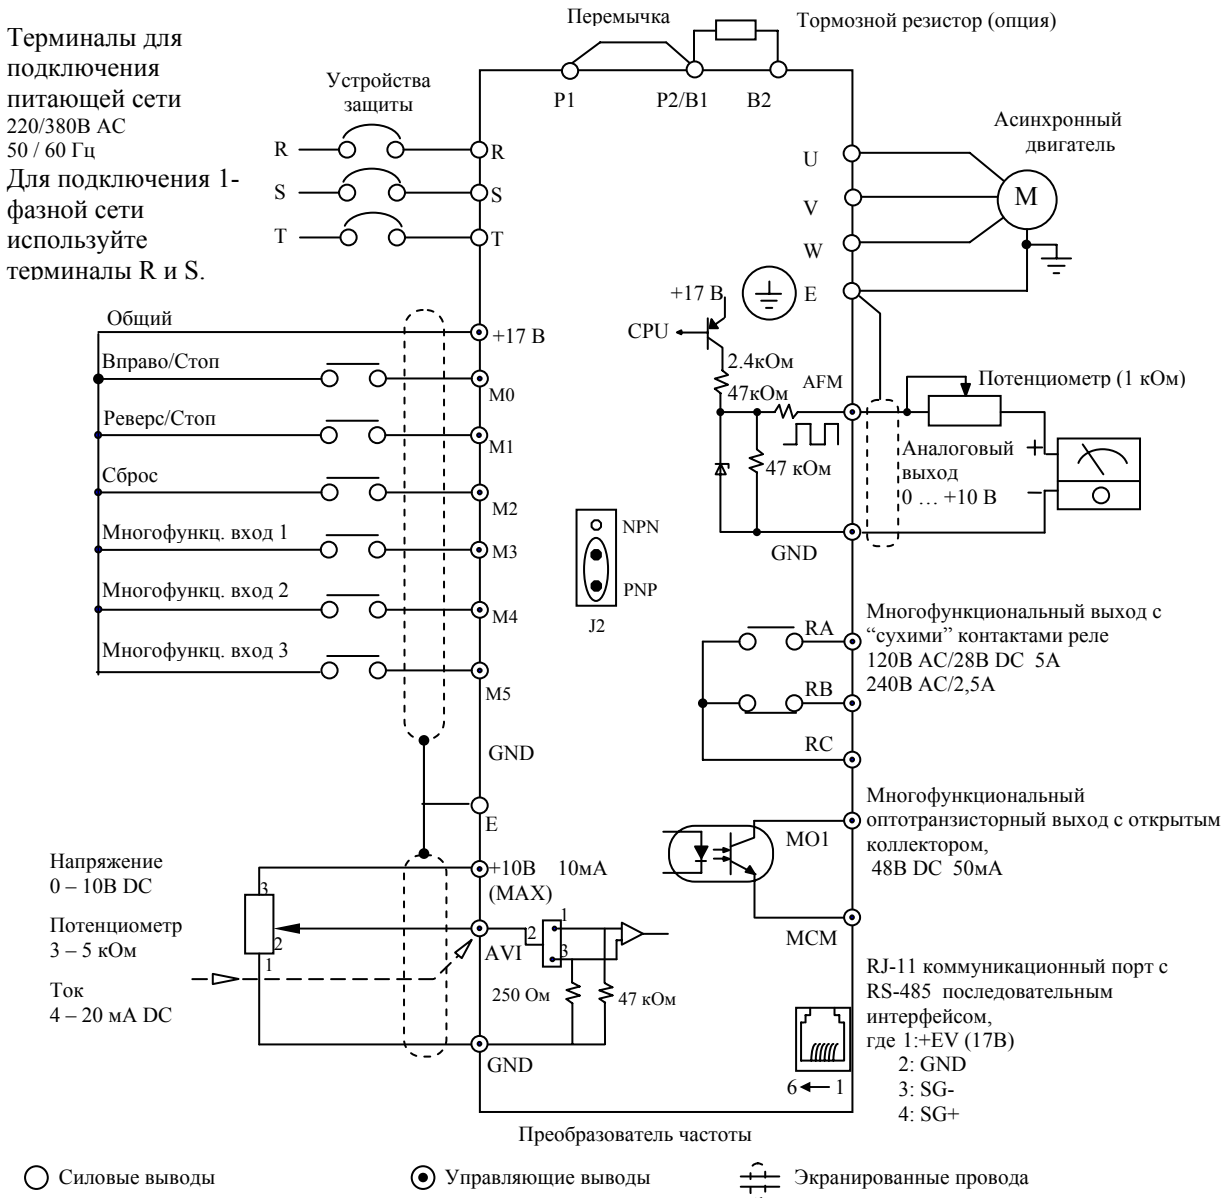 Терминалы для
подключения
питающей сети
220/380В AC
50 / 60 Гц
Для подключения 1-
фазной сети
используйте
терминалы R и S.
Устройства
защиты
Перемычка
Тормозной резистор (опция)
P1
P2/B1
B2
R
R
S
S
T
T
Асинхронный
двигатель
U
V
W
E
M
Общий
+17 В
Вправо/Стоп
M0
Реверс/Стоп
M1
Сброс
M2
Многофункц. вход 1
M3
Многофункц. вход 2
M4
Многофункц. вход 3
M5
GND
E
+17 В
CPU
2.4кОм
47кОм
AFM
47 кОм
GND
Потенциометр (1 кОм)
Аналоговый
выход
0 … +10 В
+
−
NPN
PNP
J2
RA
RB
RC
Многофункциональный выход с
“сухими” контактами реле
120В AC/28В DC 5А
240В AC/2,5А
Многофункциональный
оптотранзисторный выход с открытым
коллектором,
48В DC 50мА
MO1
MCM
Напряжение
0 – 10В DC
Потенциометр
3 – 5 кОм
Ток
4 – 20 мА DC
3
2
1
+10В 10мА
(MAX)
AVI
2
1
3
250 Ом
47 кОм
GND
RJ-11 коммуникационный порт с
RS-485 последовательным
интерфейсом,
где 1:+EV (17В)
2: GND
3: SG-
4: SG+
6
1
Преобразователь частоты
Силовые выводы
Управляющие выводы
Экранированные провода